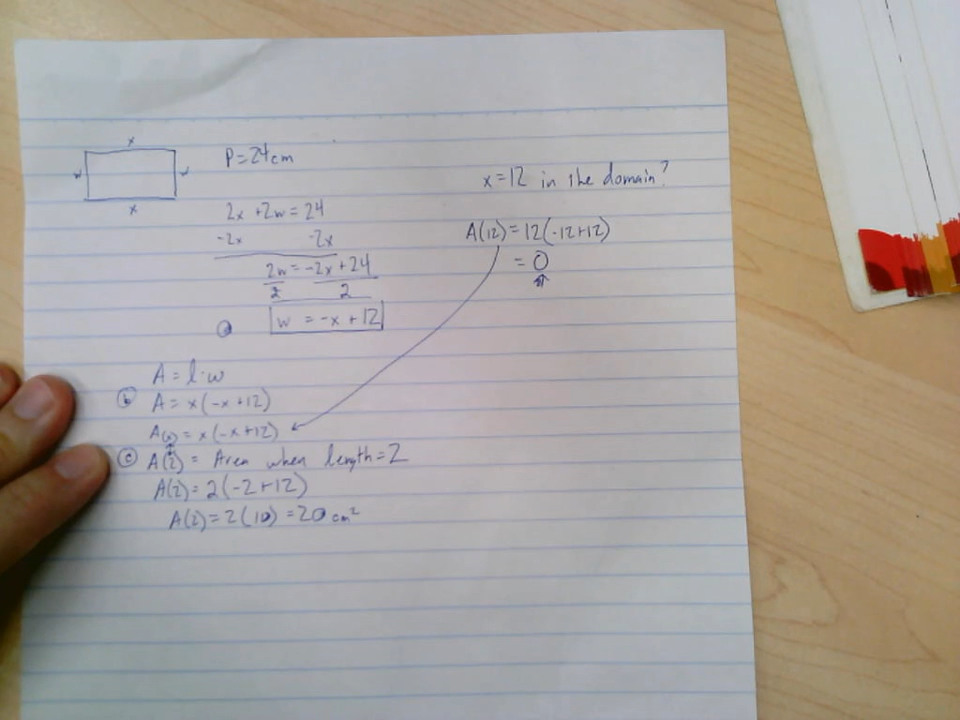 x
w
w
x
P=24cm
2x +2w = 24
-2x -2x
2w = -2x + 24
2 2
a
w = -x + 12
A = l·w
b A = x(-x+12)
A(x) = x(-x+12)
c A(2) = Area when length = 2
A(2) = 2(-2+12)
A(2) = 2(10) = 20 cm²
x=12 in the domain?
A(12) = 12(-12+12)
= 0